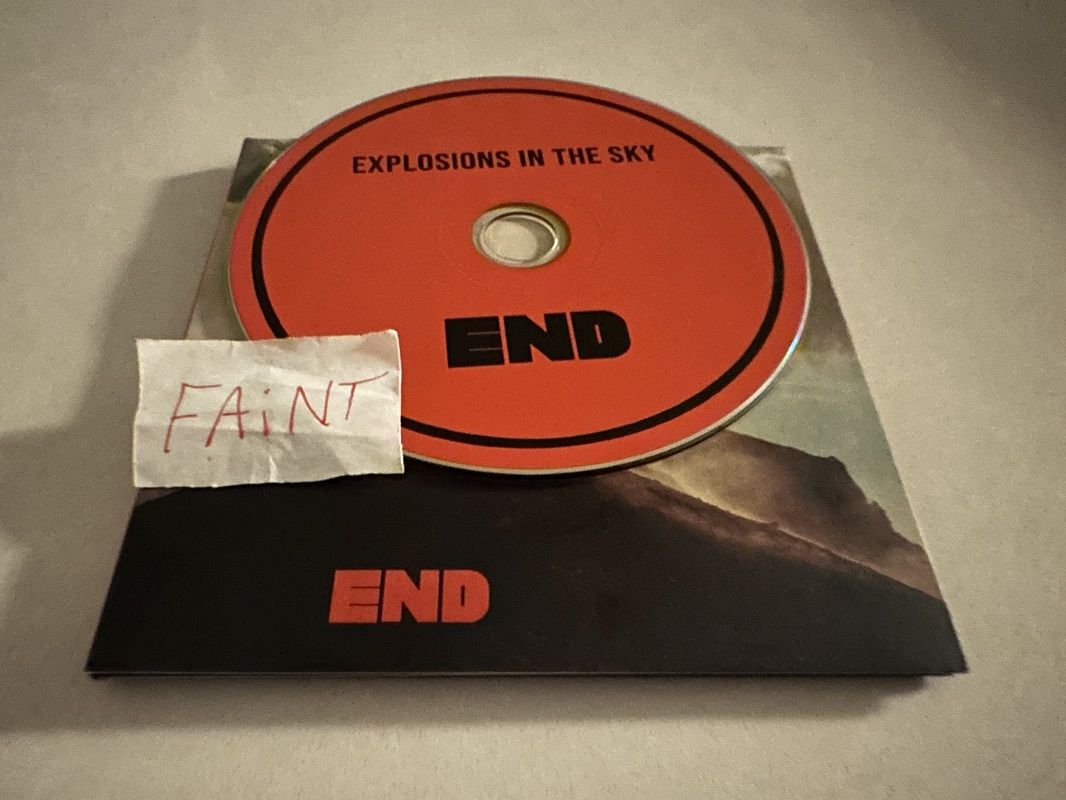 EXPLOSIONS IN THE SKY
END
FAiNT
END